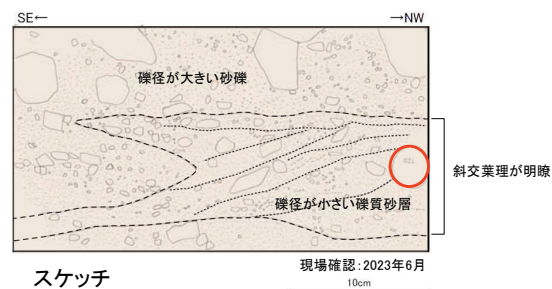 SE←
→NW
礫径が大きい砂礫
斜交葉理が明瞭
礫径が小さい礫質砂層
スケッチ
現場確認：2023年6月
10cm